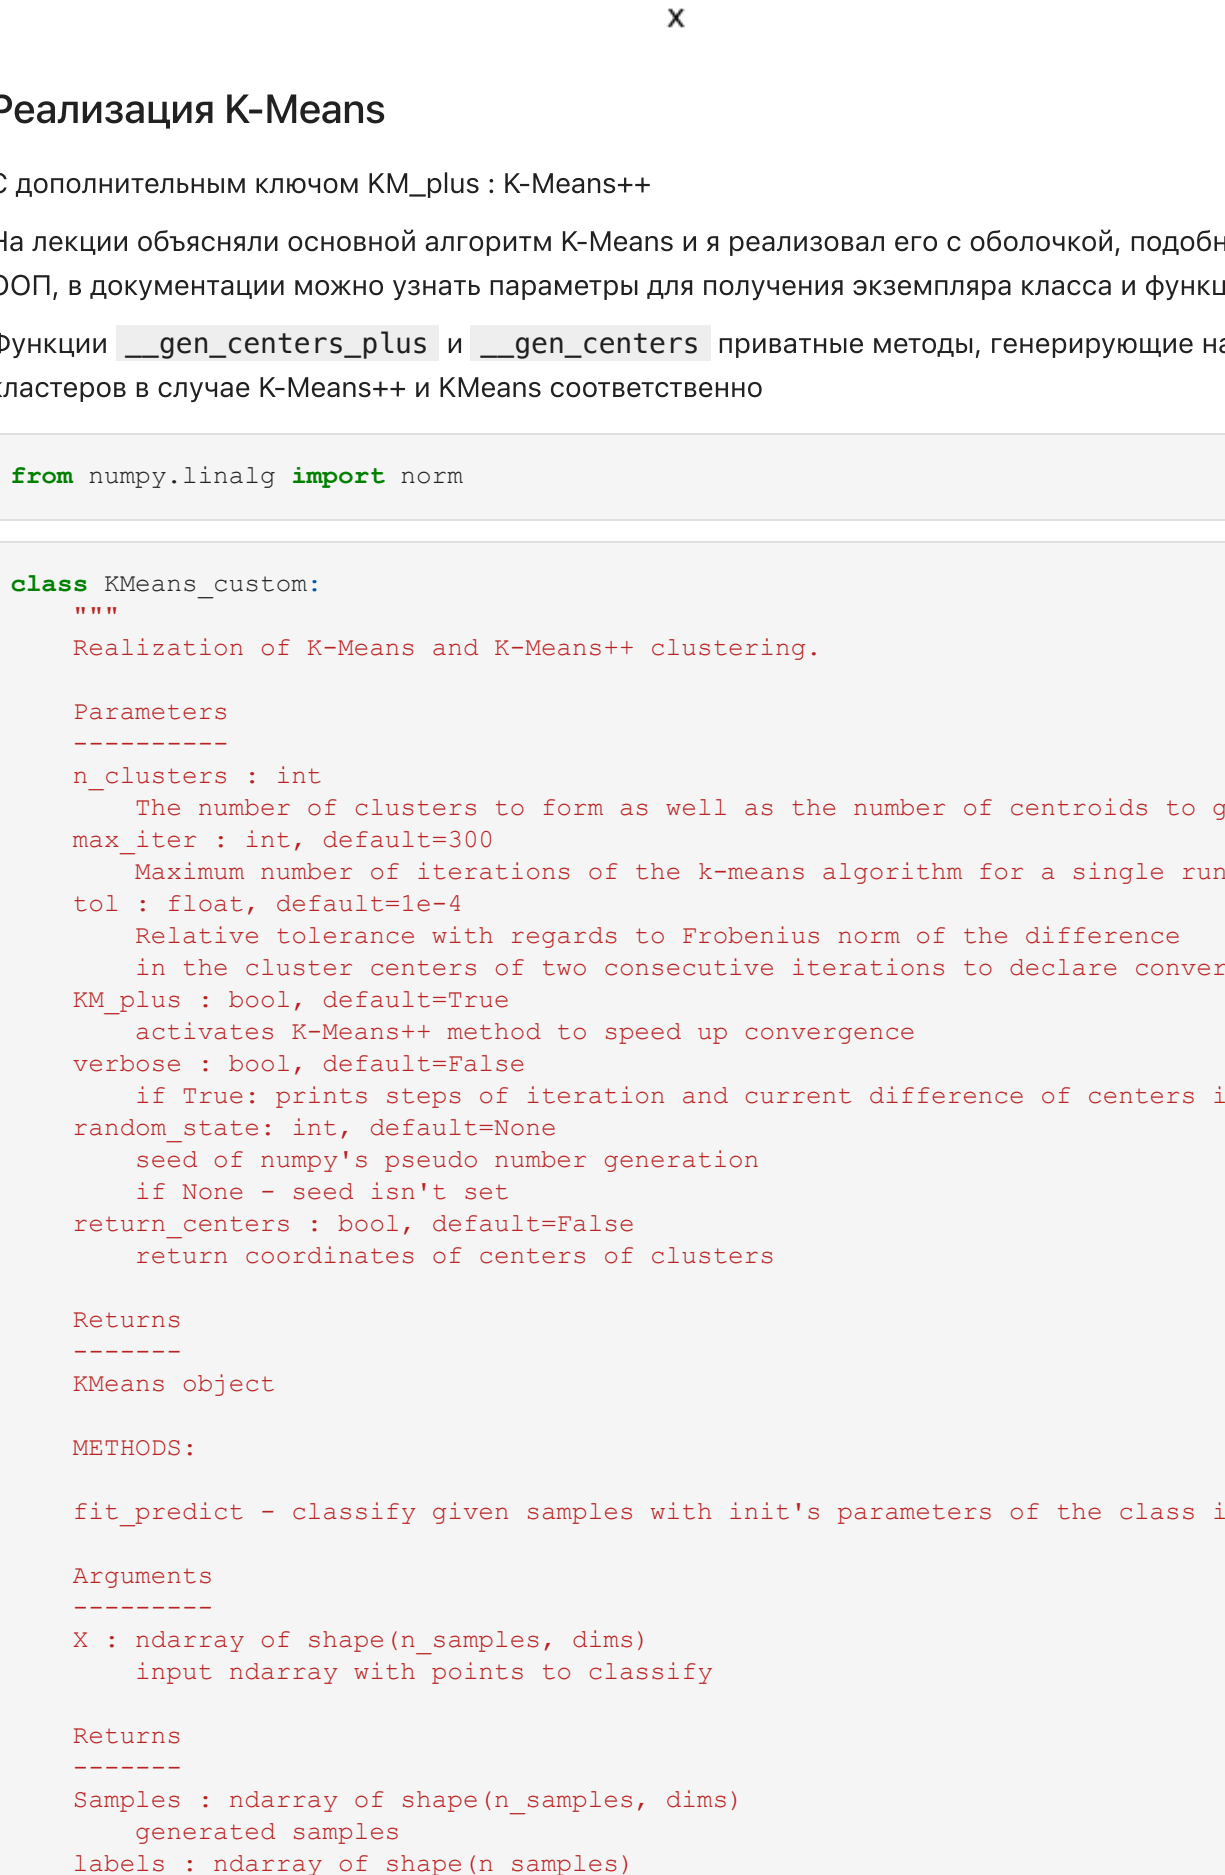 x
Реализация K-Means
С дополнительным ключом KM_plus : K-Means++
На лекции объясняли основной алгоритм K-Means и я реализовал его с оболочкой,
ООП, в документации можно узнать параметры для получения экземпляра класса и
Функции __gen_centers_plus и __gen_centers приватные методы, генерирующие
кластеров в случае K-Means++ и KMeans соответственно
from numpy.linalg import norm
class KMeans_custom:
"""
Realization of K-Means and K-Means++ clustering.
Parameters
----------
n_clusters : int
The number of clusters to form as well as the number of centroids to
max_iter : int, default=300
Maximum number of iterations of the k-means algorithm for a single run
tol : float, default=1e-4
Relative tolerance with regards to Frobenius norm of the difference
in the cluster centers of two consecutive iterations to declare
KM_plus : bool, default=True
activates K-Means++ method to speed up convergence
verbose : bool, default=False
if True: prints steps of iteration and current difference of centers
random_state: int, default=None
seed of numpy's pseudo number generation
if None - seed isn't set
return_centers : bool, default=False
return coordinates of centers of clusters
Returns
-------
KMeans object
METHODS:
fit_predict - classify given samples with init's parameters of the class
Arguments
---------
X : ndarray of shape(n_samples, dims)
input ndarray with points to classify
Returns
-------
Samples : ndarray of shape(n_samples, dims)
generated samples
labels : ndarray of shape(n_samples)